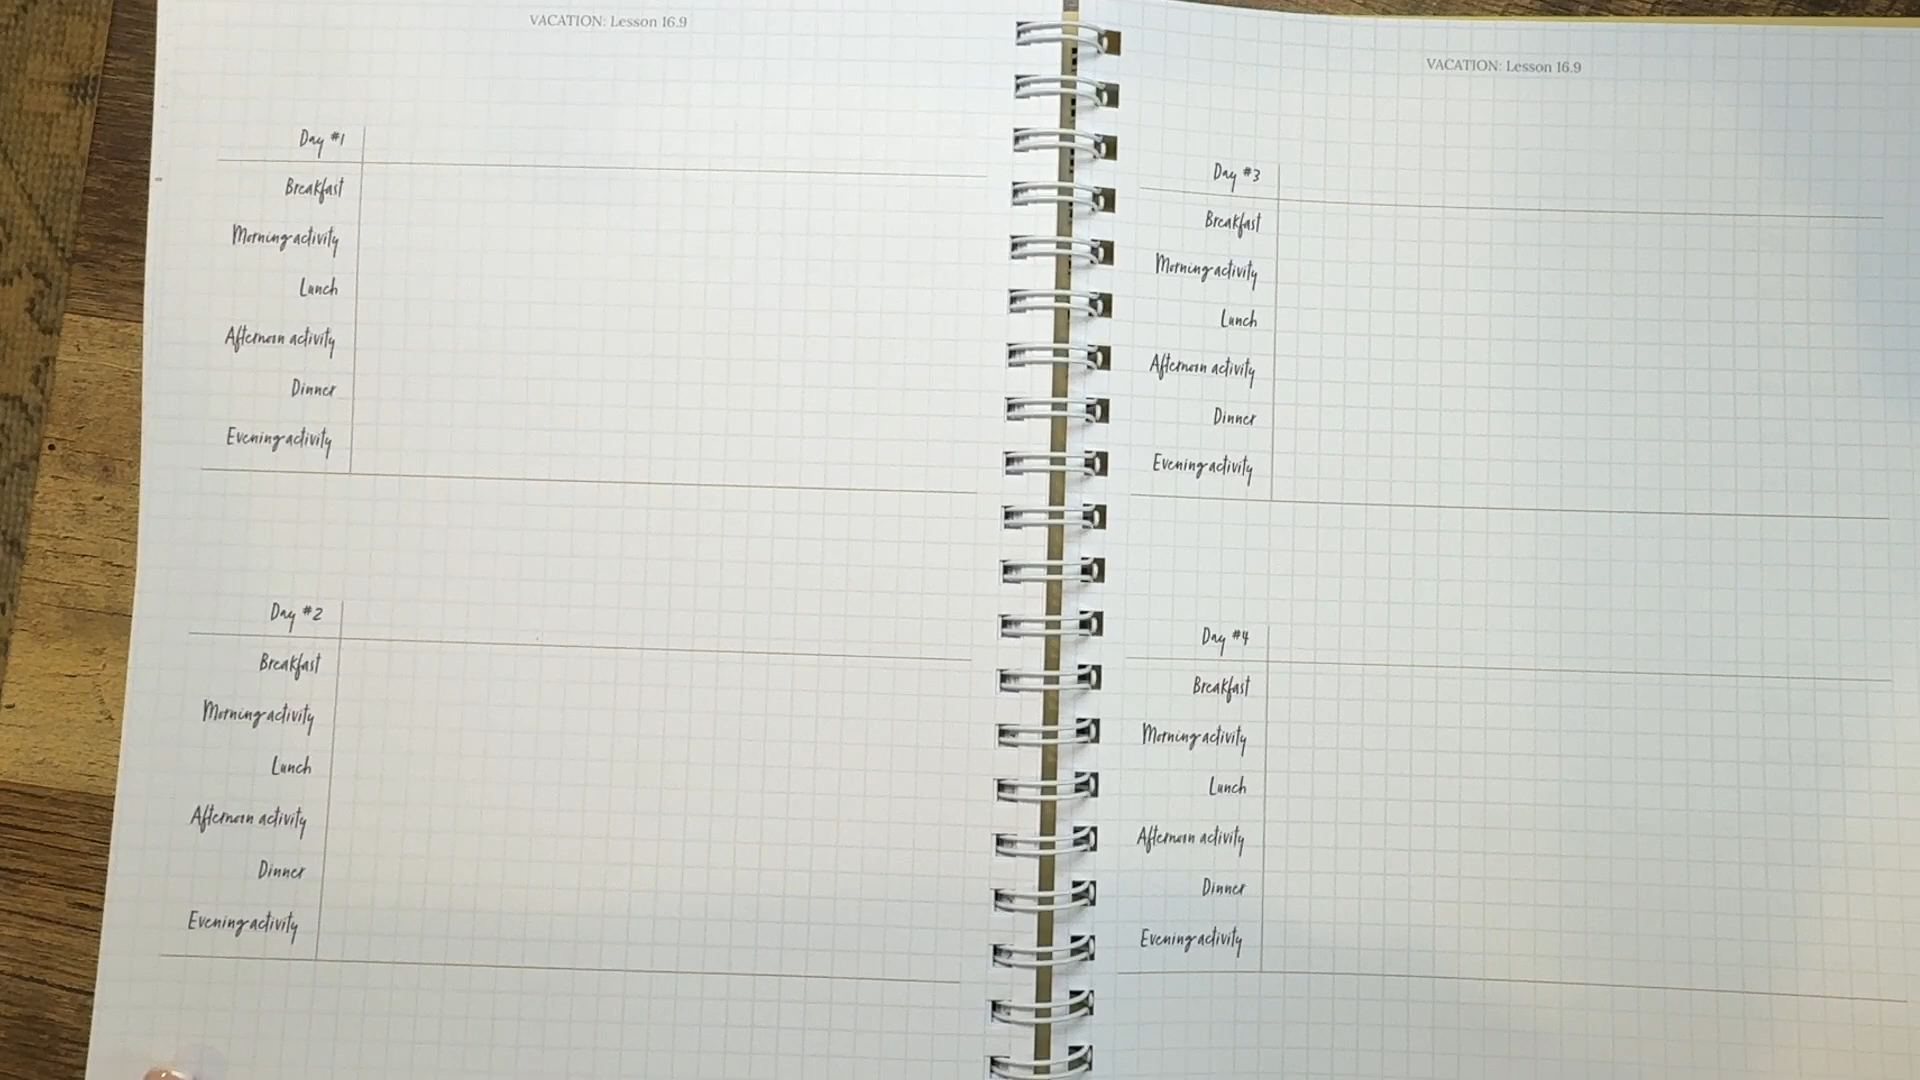 VACATION: Lesson 16.9
Day #1
Breakfast
Morning activity
Lunch
Afternoon activity
Dinner
Evening activity
Day #2
Breakfast
Morning activity
Lunch
Afternoon activity
Dinner
Evening activity
VACATION: Lesson 16.9
Day #3
Breakfast
Morning activity
Lunch
Afternoon activity
Dinner
Evening activity
Day #4
Breakfast
Morning activity
Lunch
Afternoon activity
Dinner
Evening activity